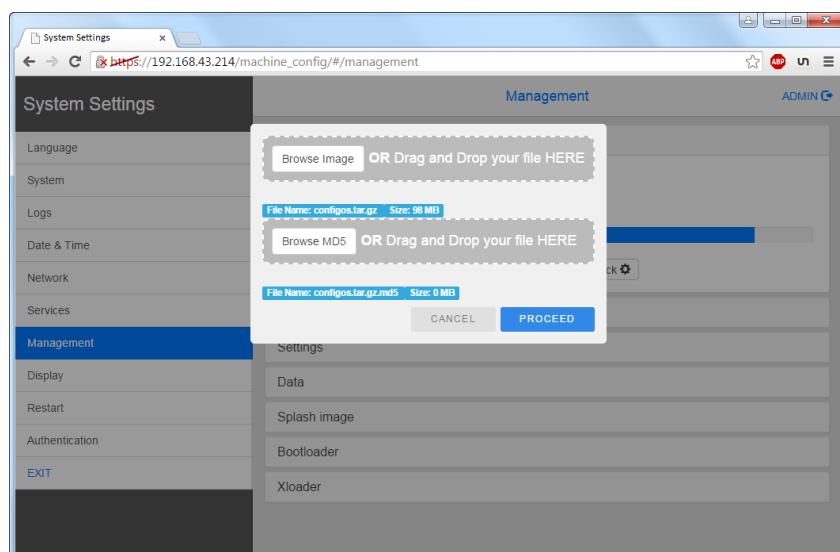 System Settings
https://192.168.43.214/machine_config/#/management
ABP
System Settings
Management
ADMIN
Language
System
Logs
Date & Time
Network
Services
Management
Display
Restart
Authentication
EXIT
Browse Image OR Drag and Drop your file HERE
File Name: configos.tar.gz Size: 98 MB
Browse MD5 OR Drag and Drop your file HERE
File Name: configos.tar.gz.md5 Size: 0 MB
CANCEL PROCEED
Settings
Data
Splash image
Bootloader
Xloader